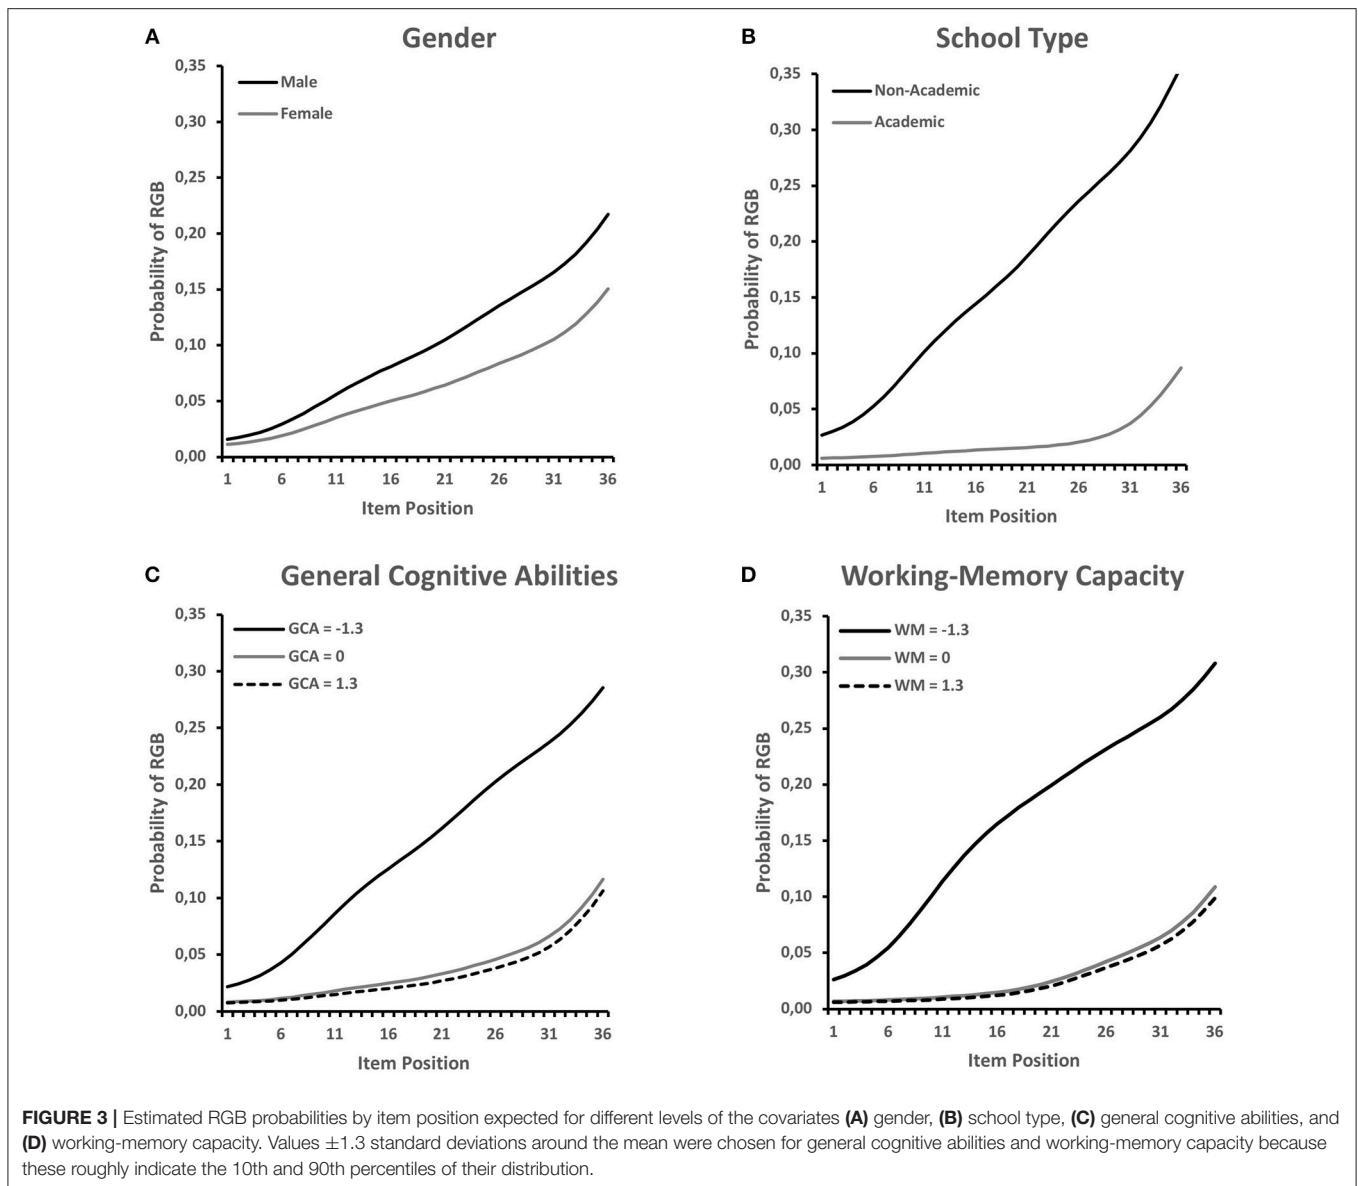 A Gender
0,35
Male
Female
0,30
0,25
0,20
0,15
0,10
0,05
0,00
Probability of RGB
1 6 11 16 21 26 31 36
Item Position
B School Type
0,35
Non-Academic
Academic
0,30
0,25
0,20
0,15
0,10
0,05
0,00
Probability of RGB
1 6 11 16 21 26 31 36
Item Position
C General Cognitive Abilities
0,35
GCA = -1.3
GCA = 0
GCA = 1.3
0,30
0,25
0,20
0,15
0,10
0,05
0,00
Probability of RGB
1 6 11 16 21 26 31 36
Item Position
D Working-Memory Capacity
0,35
WM = -1.3
WM = 0
WM = 1.3
0,30
0,25
0,20
0,15
0,10
0,05
0,00
Probability of RGB
1 6 11 16 21 26 31 36
Item Position
FIGURE 3 | Estimated RGB probabilities by item position expected for different levels of the covariates (A) gender, (B) school type, (C) general cognitive abilities, and
(D) working-memory capacity. Values ±1.3 standard deviations around the mean were chosen for general cognitive abilities and working-memory capacity because
these roughly indicate the 10th and 90th percentiles of their distribution.